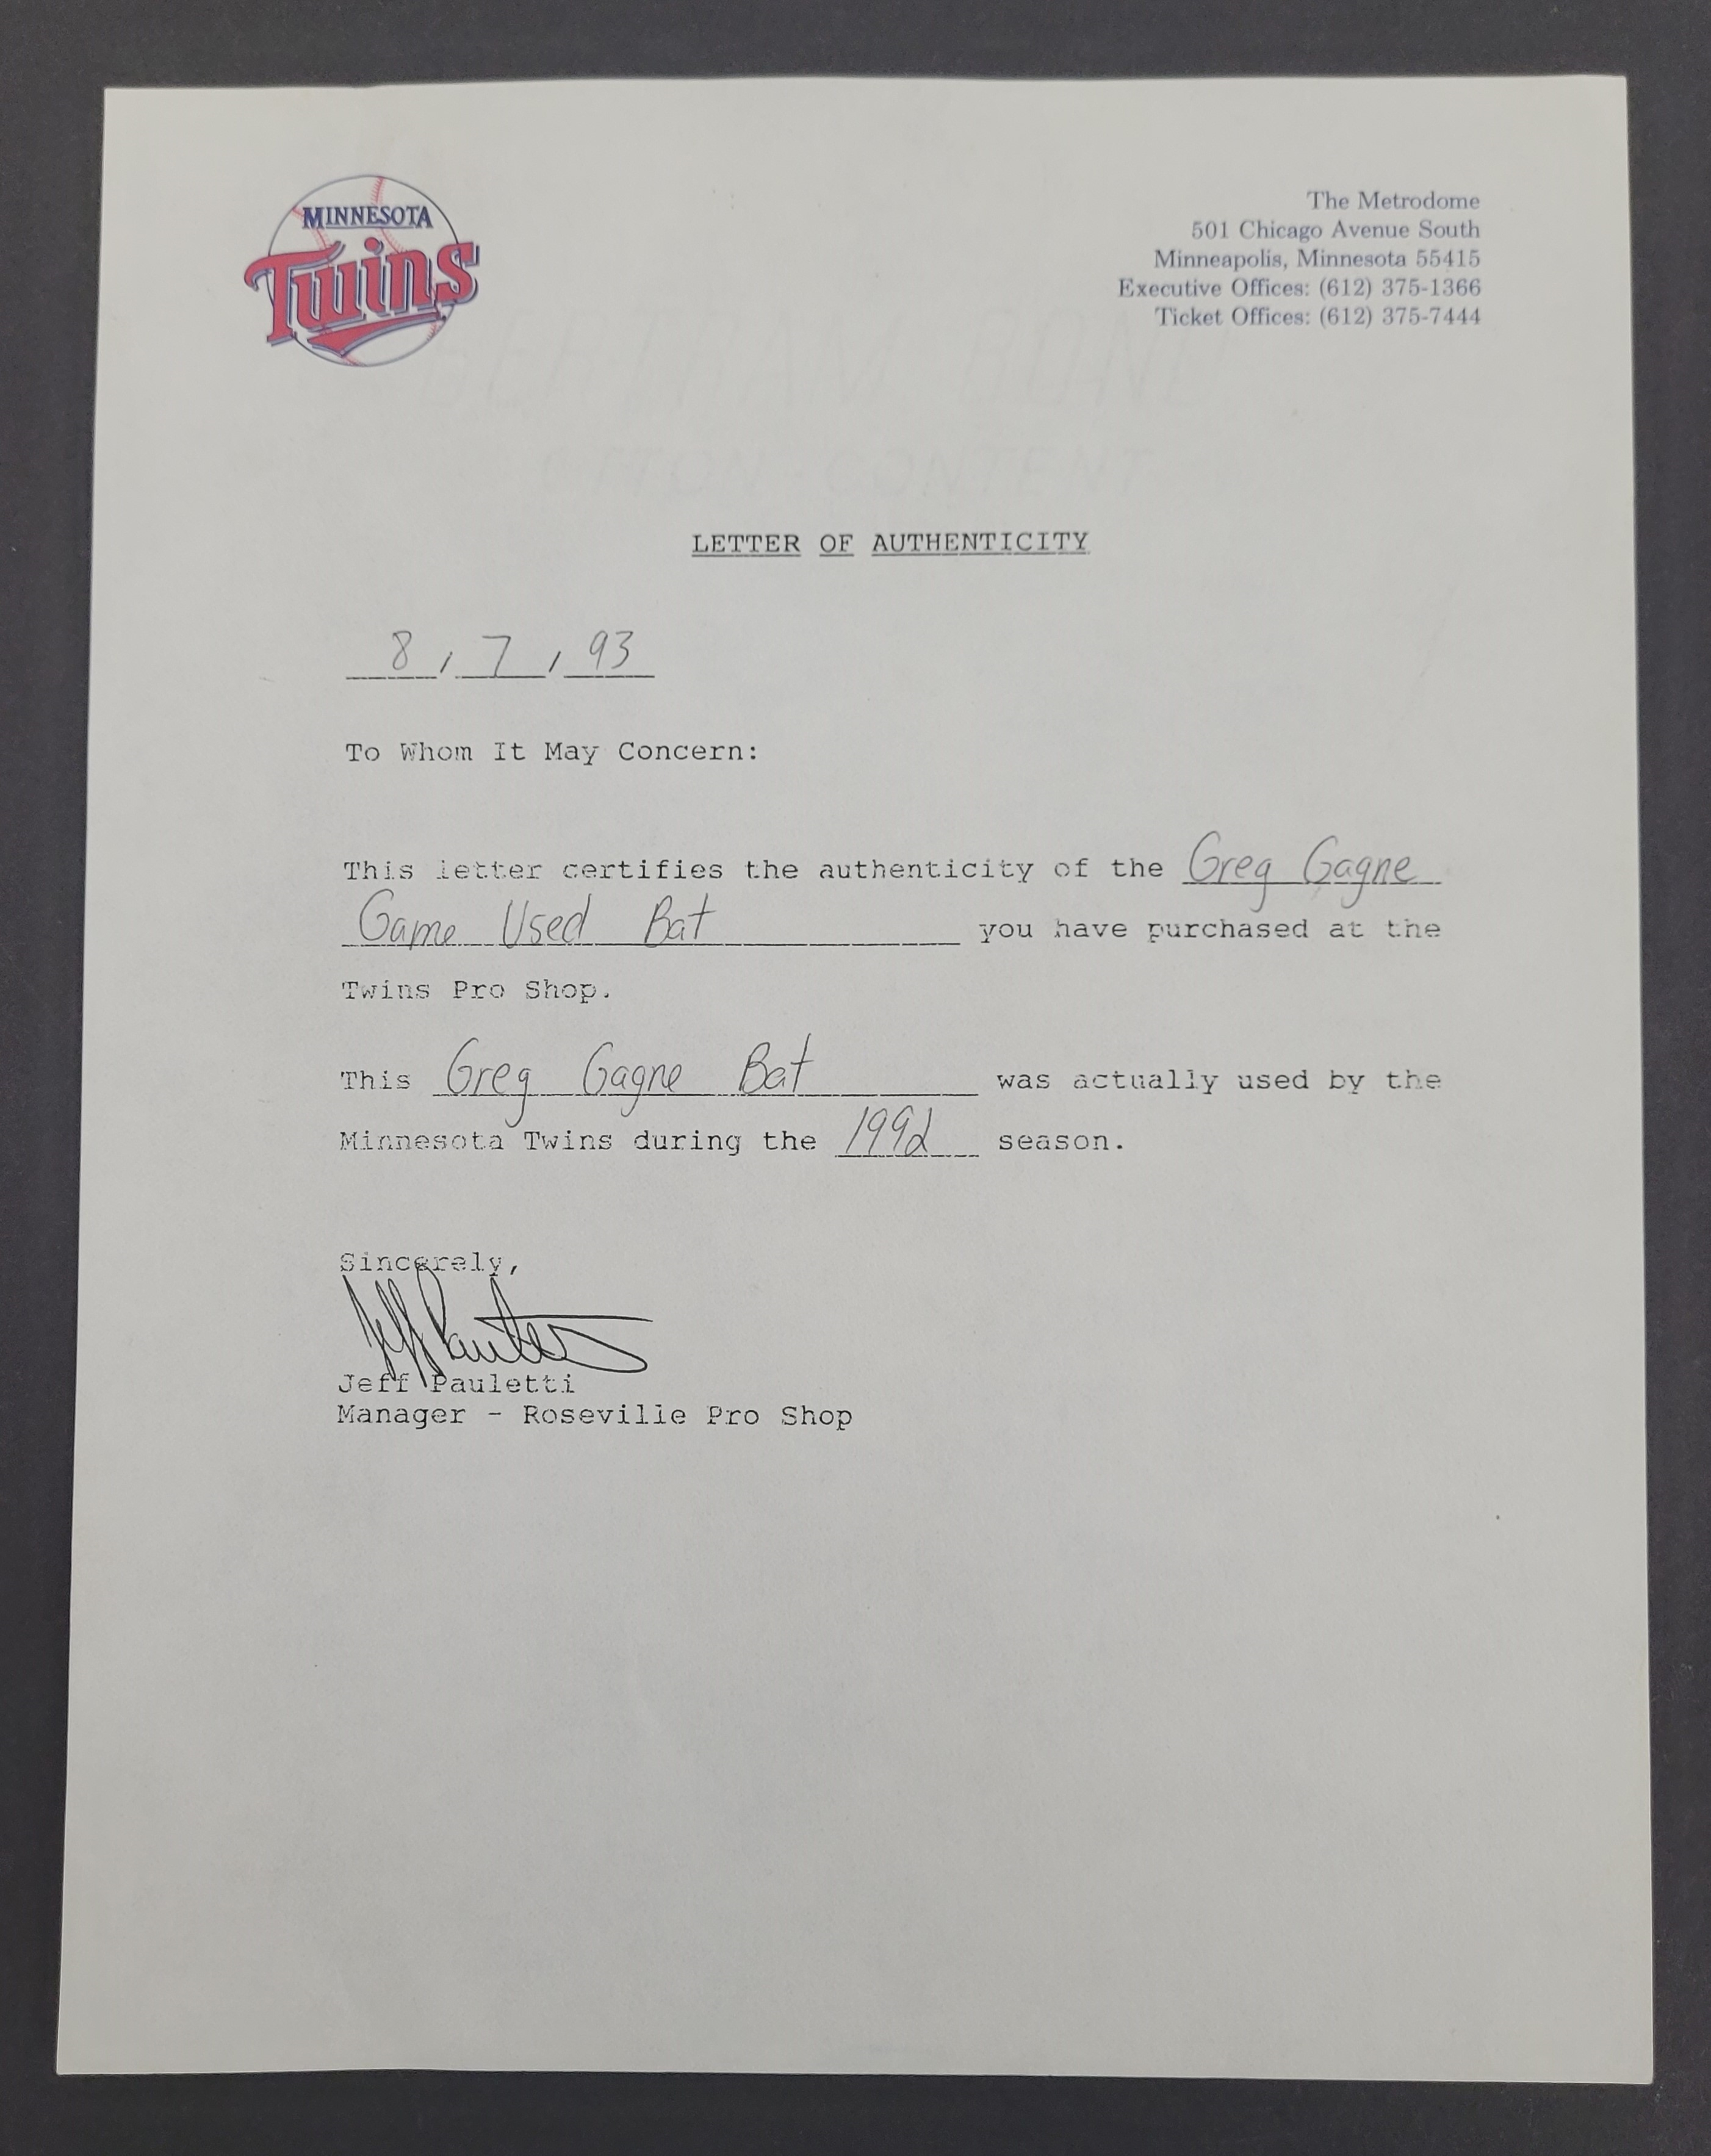 MINNESOTA
Twins
The Metrodome
501 Chicago Avenue South
Minneapolis, Minnesota 55415
Executive Offices: (612) 375-1366
Ticket Offices: (612) 375-7444
LETTER OF AUTHENTICITY
8 / 7 / 93
To Whom It May Concern:
This letter certifies the authenticity of the Greg Gagne
Game Used Bat you have purchased at the
Twins Pro Shop.
This Greg Gagne Bat was actually used by the
Minnesota Twins during the 1992 season.
Sincerely,
Jeff Pauletti
Jeff Pauletti
Manager - Roseville Pro Shop